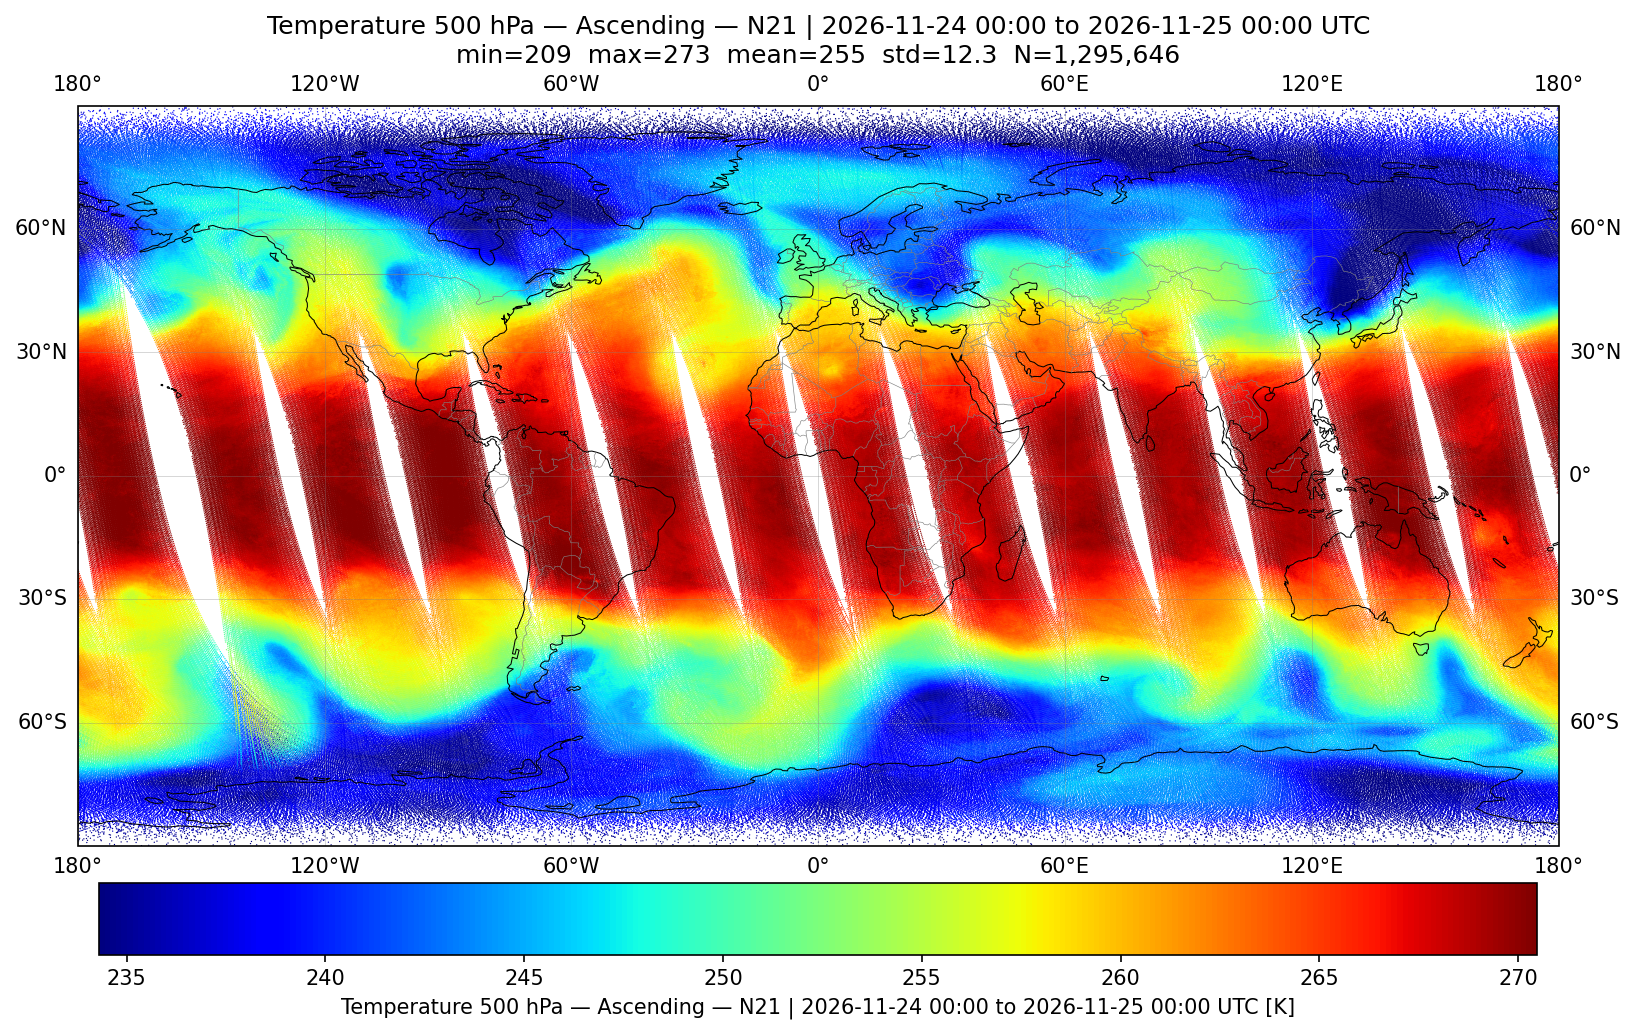 Temperature 500 hPa — Ascending — N21 | 2026-11-24 00:00 to 2026-11-25 00:00 UTC
min=209  max=273  mean=255  std=12.3  N=1,295,646
180° 120°W 60°W 0° 60°E 120°E 180°
60°N 60°N
30°N 30°N
0° 0°
30°S 30°S
60°S 60°S
180° 120°W 60°W 0° 60°E 120°E 180°
235 240 245 250 255 260 265 270
Temperature 500 hPa — Ascending — N21 | 2026-11-24 00:00 to 2026-11-25 00:00 UTC [K]